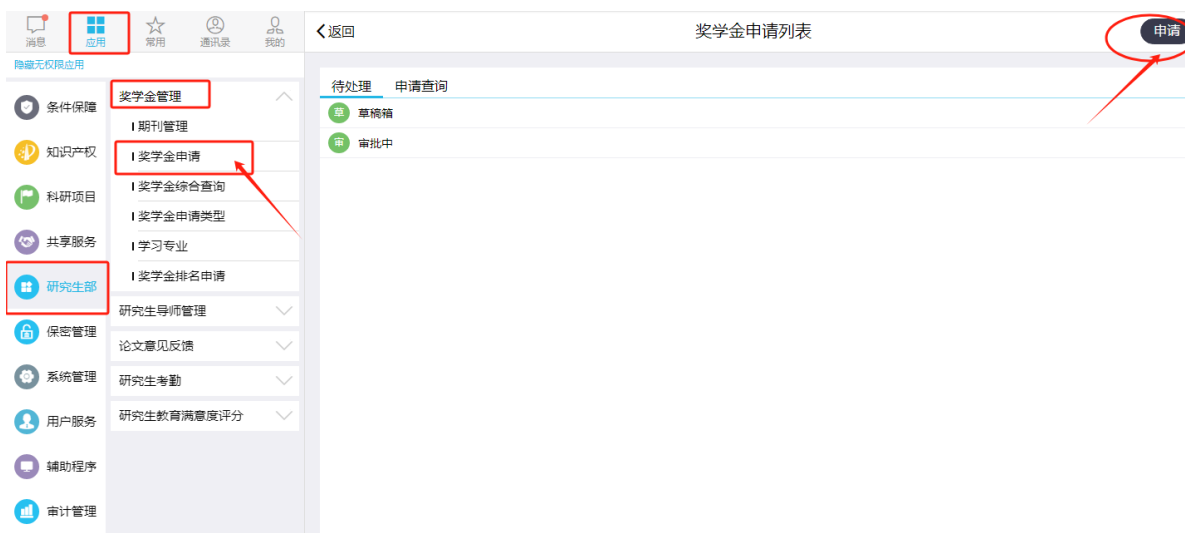 消息
应用
常用
通讯录
我的
隐藏无权限应用
条件保障
知识产权
科研项目
共享服务
研究生部
保密管理
系统管理
用户服务
辅助程序
审计管理
奖学金管理
期刊管理
奖学金申请
奖学金综合查询
奖学金申请类型
学习专业
奖学金排名申请
研究生导师管理
论文意见反馈
研究生考勤
研究生教育满意度评分
返回
奖学金申请列表
申请
待处理 申请查询
草 草稿箱
审 审批中